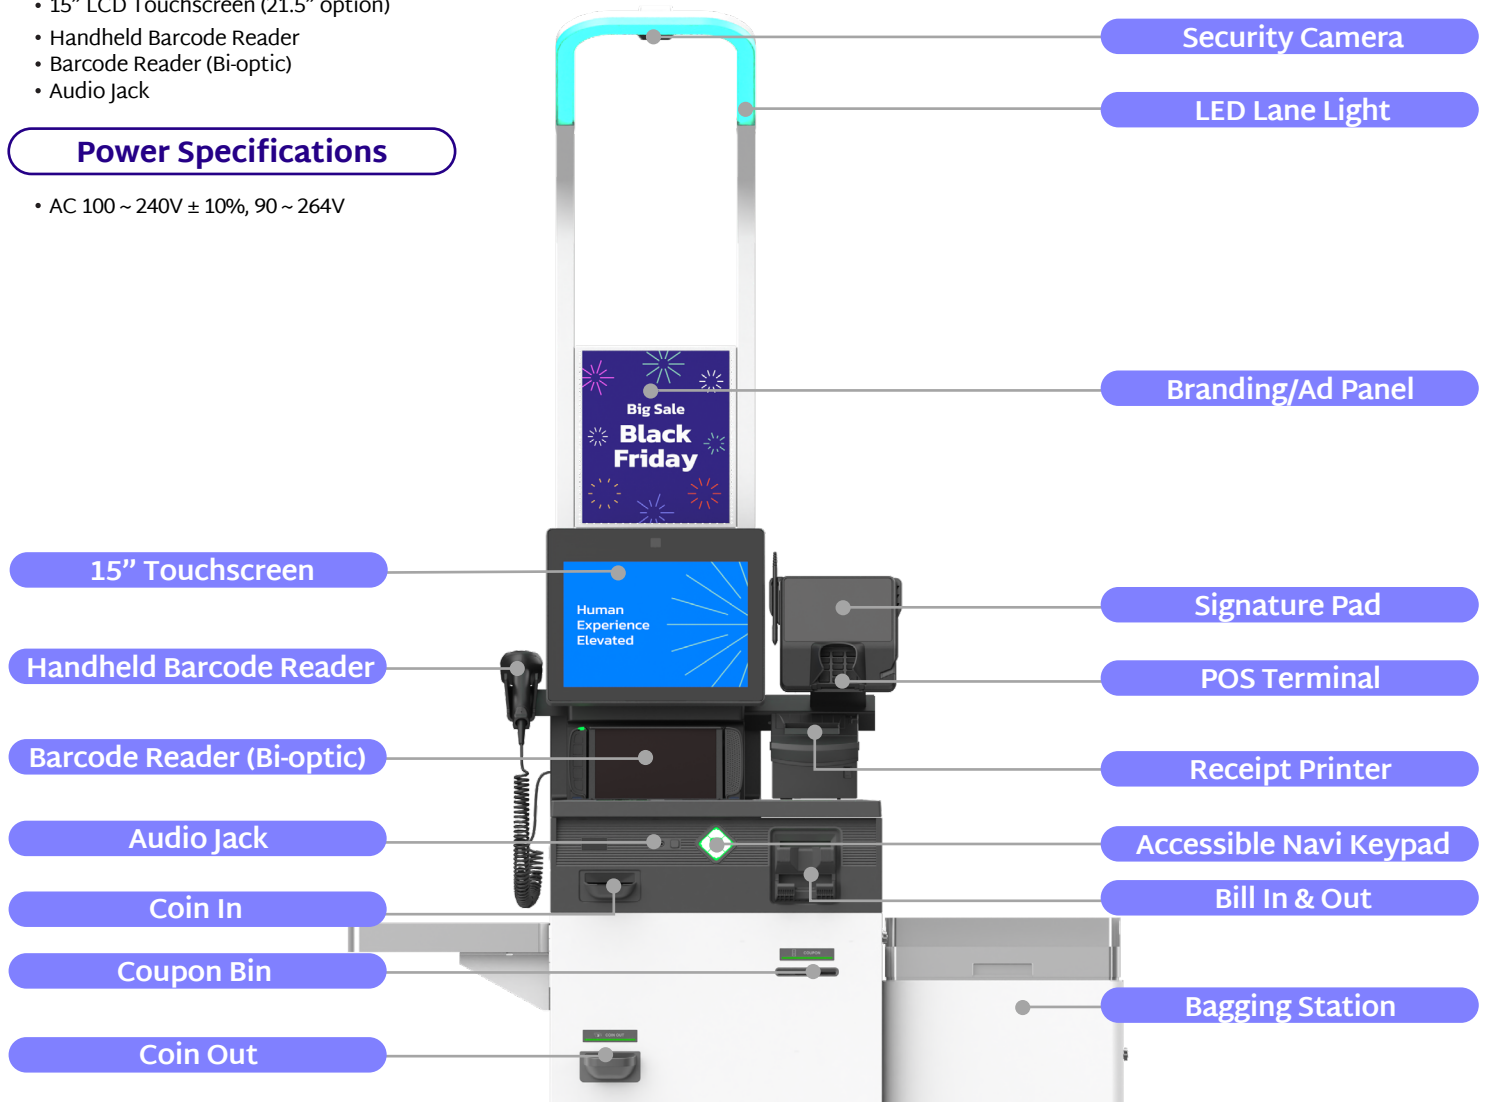 • 15” LCD Touchscreen (21.5” option)
• Handheld Barcode Reader
• Barcode Reader (Bi-optic)
• Audio Jack
Power Specifications
• AC 100 ~ 240V ± 10%, 90 ~ 264V
Security Camera
LED Lane Light
Branding/Ad Panel
Big Sale
Black
Friday
15” Touchscreen
Human
Experience
Elevated
Signature Pad
Handheld Barcode Reader
POS Terminal
Barcode Reader (Bi-optic)
Receipt Printer
Audio Jack
Accessible Navi Keypad
Coin In
Bill In & Out
COUPON
Coupon Bin
Bagging Station
COIN OUT
Coin Out